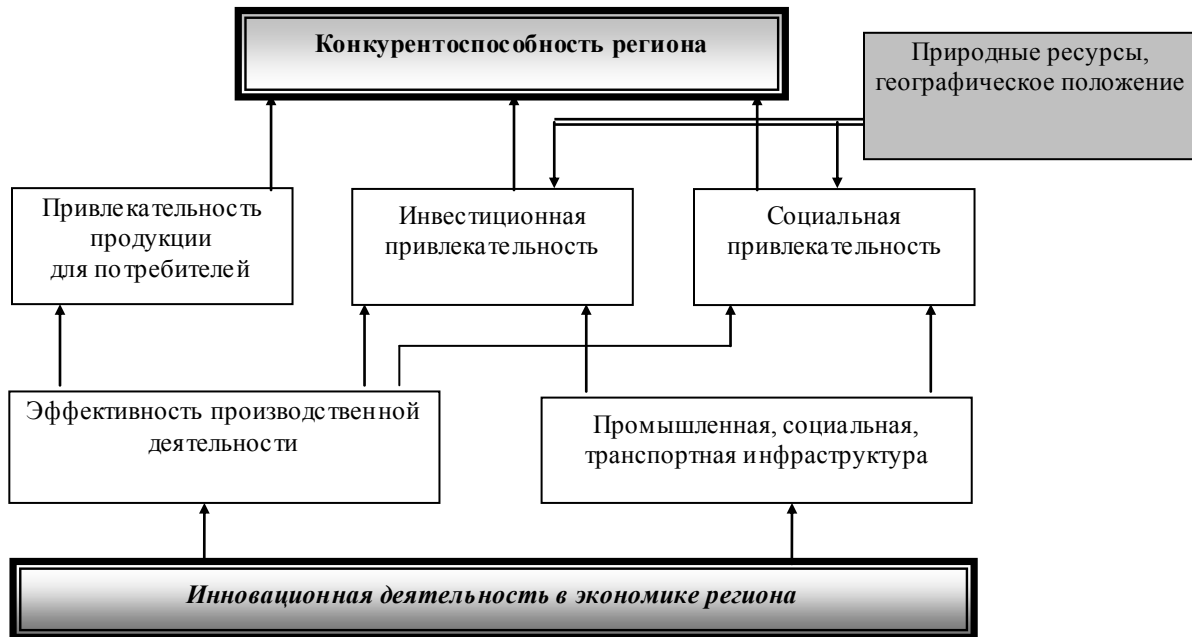 Конкурентоспособность региона
Природные ресурсы,
географическое положение
Привлекательность
продукции
для потребителей
Инвестиционная
привлекательность
Социальная
привлекательность
Эффективность производственной
деятельности
Промышленная, социальная,
транспортная инфраструктура
Инновационная деятельность в экономике региона